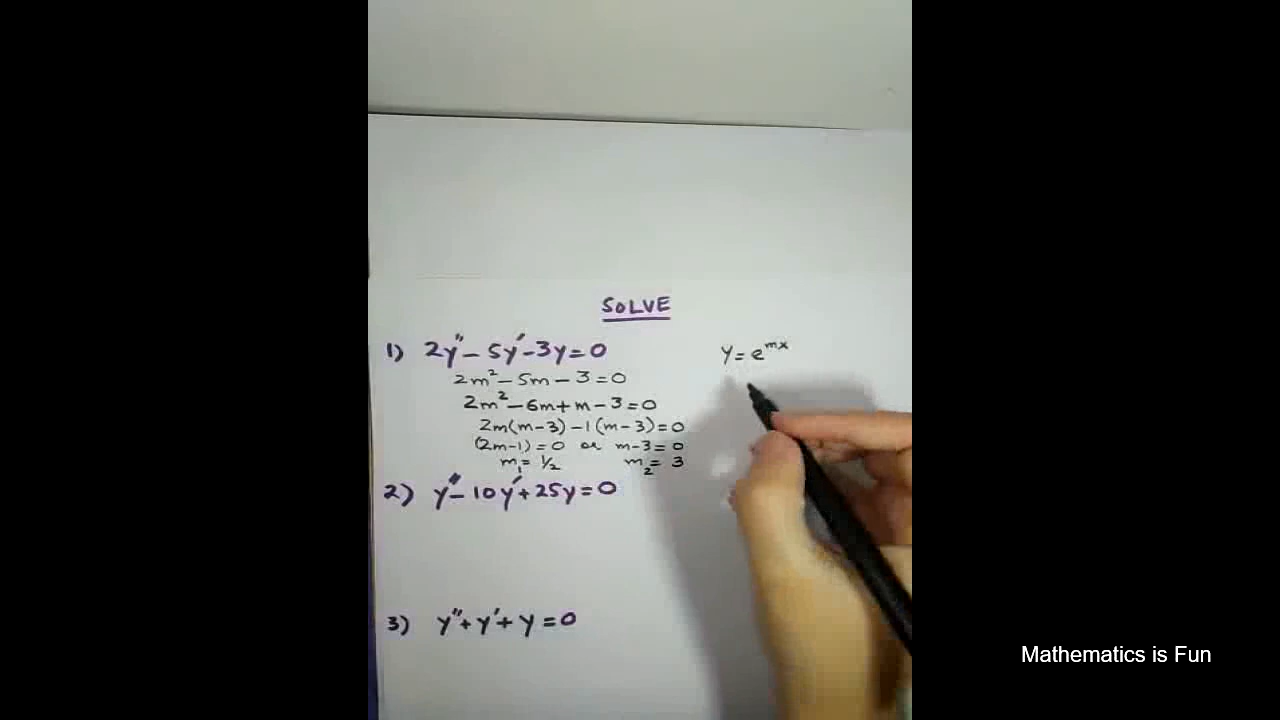 SOLVE
1) 2y" - 5y' - 3y = 0
y = e^mx
2m² - 5m - 3 = 0
2m² - 6m + m - 3 = 0
2m(m-3) -1(m-3) = 0
(2m-1) = 0 or m-3 = 0
m₁ = 1/2 m₂ = 3
2) y" - 10y' + 25y = 0
3) y" + y' + y = 0
Mathematics is Fun